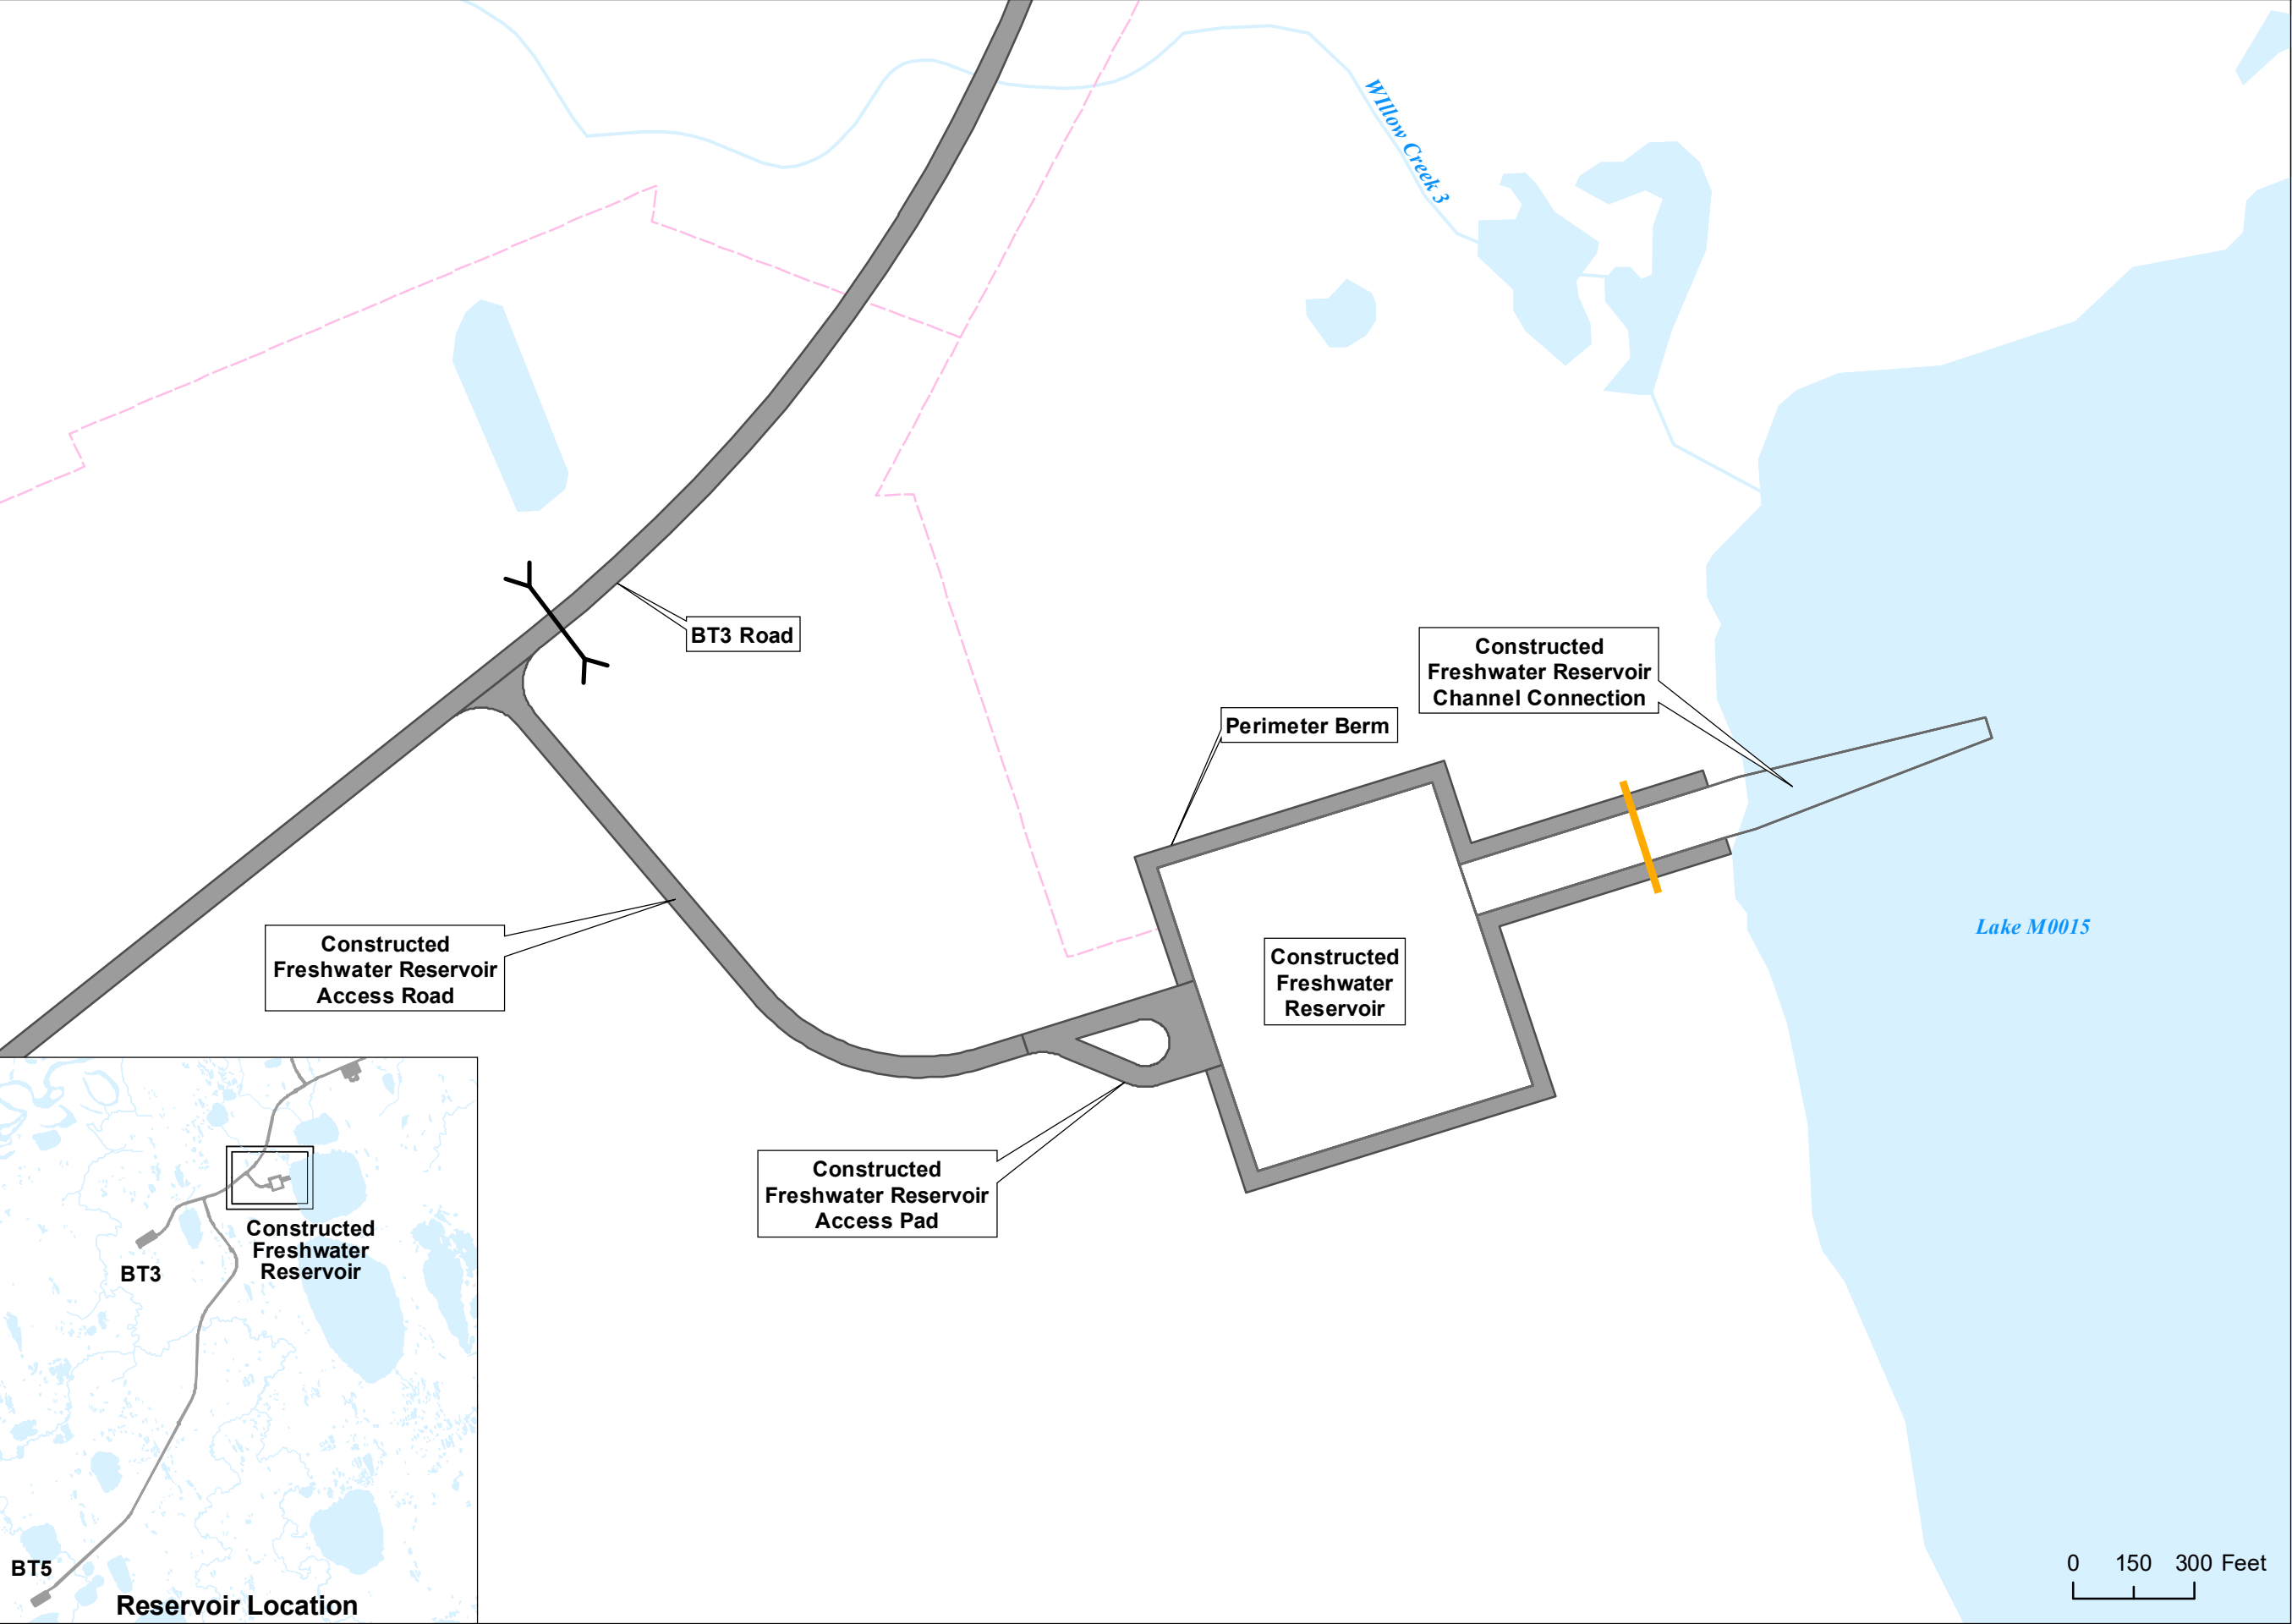 WIllow Creek 3
BT3 Road
Constructed
Freshwater Reservoir
Channel Connection
Perimeter Berm
Constructed
Freshwater Reservoir
Access Road
Constructed
Freshwater
Reservoir
Lake M0015
Constructed
Freshwater Reservoir
Access Pad
Constructed
Freshwater
Reservoir
BT3
BT5
Reservoir Location
0 150 300 Feet